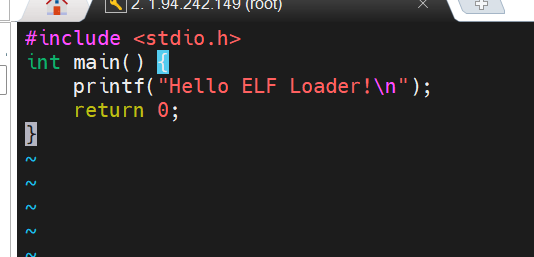 2. 1.94.242.149 (root)
#include <stdio.h>
int main() {
    printf("Hello ELF Loader!\n");
    return 0;
}
~
~
~
~
~